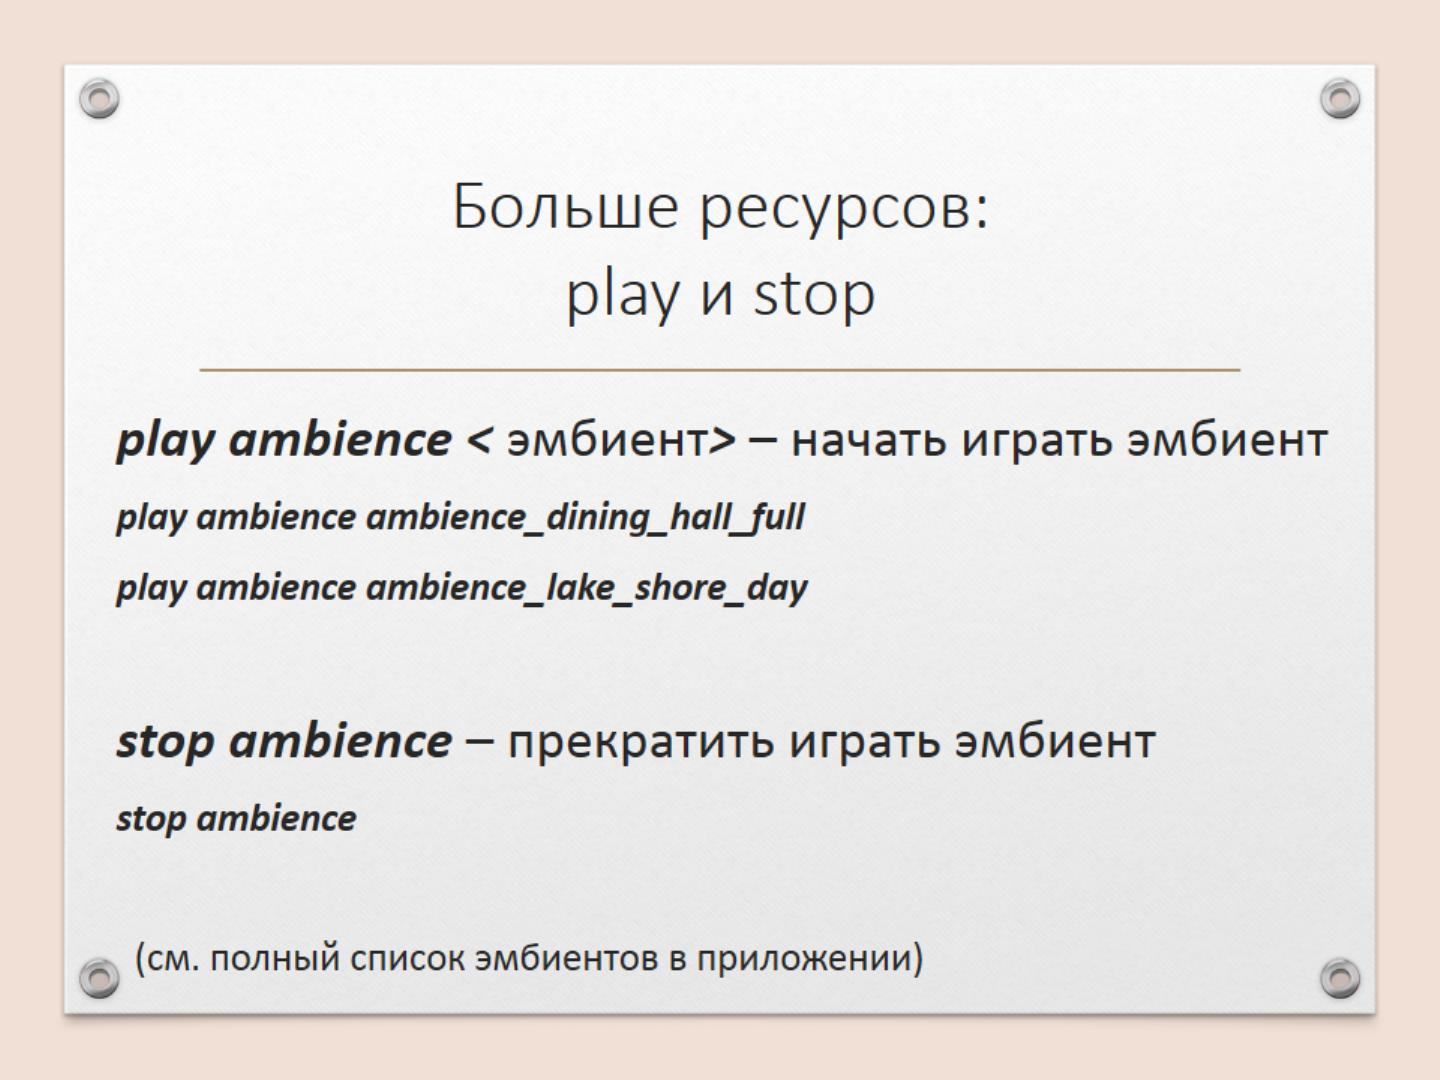 Больше ресурсов:
play и stop
play ambience < эмбиент> – начать играть эмбиент
play ambience ambience_dining_hall_full
play ambience ambience_lake_shore_day
stop ambience – прекратить играть эмбиент
stop ambience
(см. полный список эмбиентов в приложении)